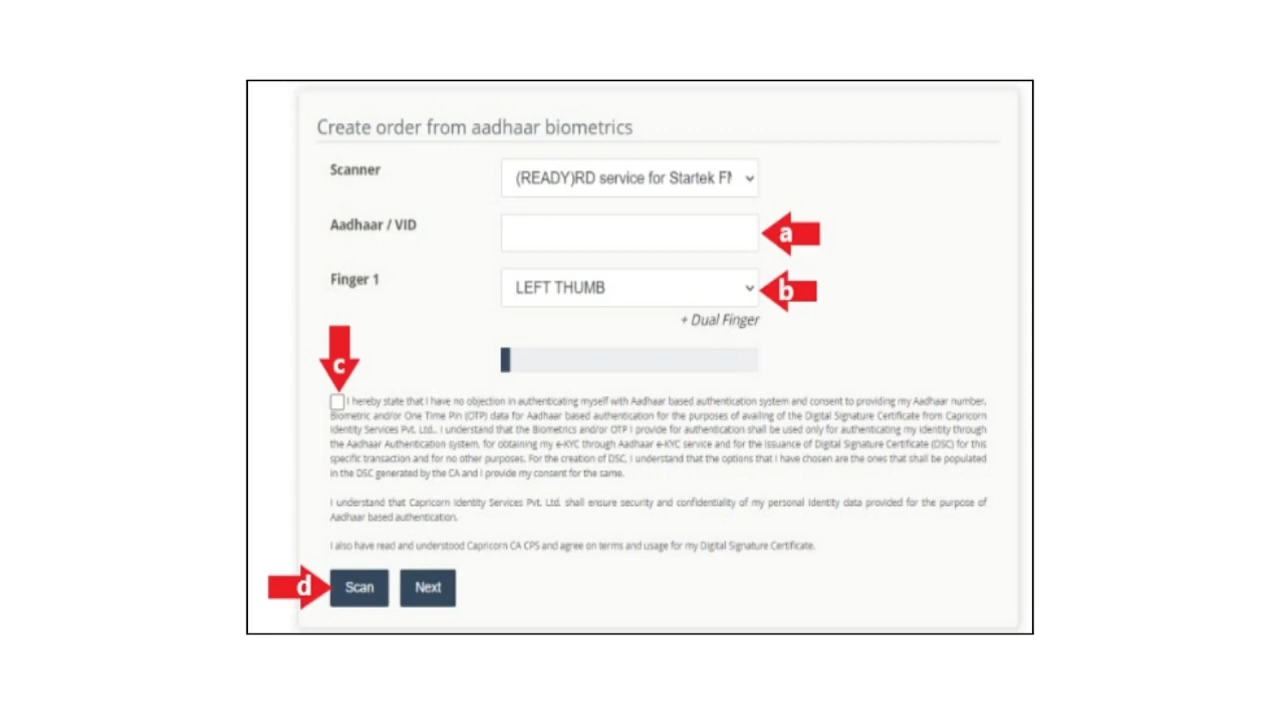 Create order from aadhaar biometrics
Scanner
(READY)RD service for Startek FM
Aadhaar / VID
a
Finger 1
LEFT THUMB
b
+ Dual Finger
c
I hereby state that I have no objection in authenticating myself with Aadhaar based authentication system and consent to providing my Aadhaar number,
Biometric and/or One Time Pin (OTP) data for Aadhaar based authentication for the purposes of availing of the Digital Signature Certificate from Capricorn
Identity Services Pvt. Ltd.. I understand that the Biometrics and/or OTP I provide for authentication shall be used only for authenticating my identity through
the Aadhaar Authentication system, for obtaining my e-KYC through Aadhaar e-KYC service and for the issuance of Digital Signature Certificate (DSC) for this
specific transaction and for no other purposes. For the creation of DSC, I understand that the options that I have chosen are the ones that shall be populated
in the DSC generated by the CA and I provide my consent for the same.
I understand that Capricorn Identity Services Pvt. Ltd. shall ensure security and confidentiality of my personal identity data provided for the purpose of
Aadhaar based authentication.
I also have read and understood Capricorn CA CPS and agree on terms and usage for my Digital Signature Certificate.
d
Scan
Next